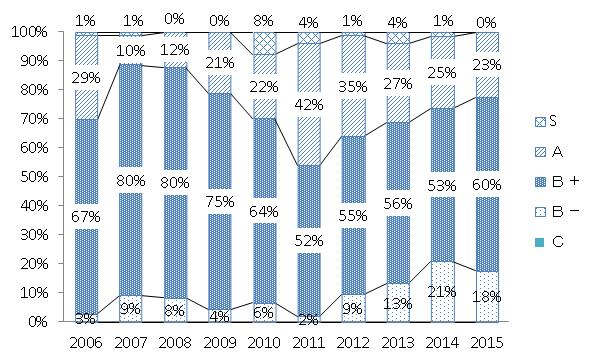 1% 1% 0% 0% 8% 4% 1% 4% 1% 0%
100%
90%
80%
70%
60%
50%
40%
30%
20%
10%
0%
29% 10% 12% 21% 22% 42% 35% 27% 25% 23%
67% 80% 80% 75% 64% 52% 55% 56% 53% 60%
3% 9% 8% 4% 6% 2% 9% 13% 21% 18%
2006 2007 2008 2009 2010 2011 2012 2013 2014 2015
S
A
B +
B −
C